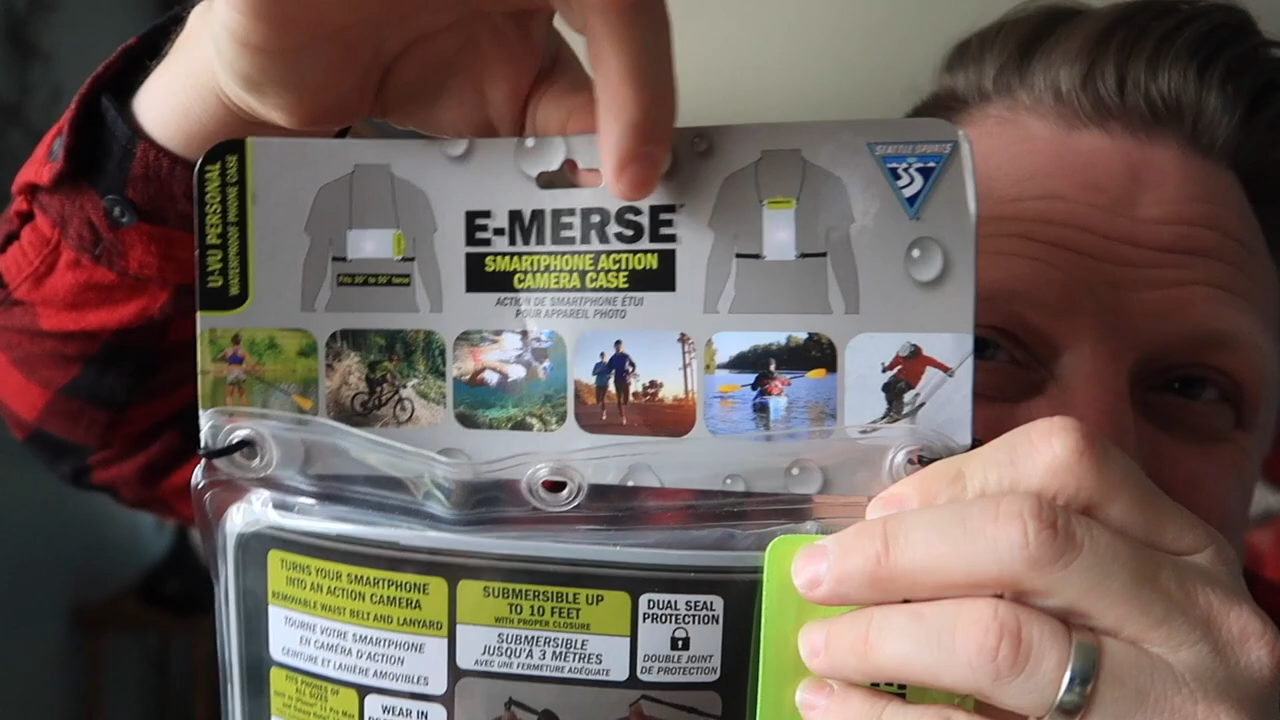 U-VU PERSONAL
WATERPROOF PHONE CASE
SEATTLE SPORTS
E-MERSE
SMARTPHONE ACTION
CAMERA CASE
ACTION DE SMARTPHONE ÉTUI
POUR APPAREIL PHOTO
TURNS YOUR SMARTPHONE
INTO AN ACTION CAMERA
REMOVABLE WAIST BELT AND LANYARD
TOURNE VOTRE SMARTPHONE
EN CAMÉRA D'ACTION
CEINTURE ET LANIÈRE AMOVIBLES
SUBMERSIBLE UP
TO 10 FEET
WITH PROPER CLOSURE
SUBMERSIBLE
JUSQU'À 3 MÈTRES
AVEC UNE FERMETURE ADÉQUATE
DUAL SEAL
PROTECTION
DOUBLE JOINT
DE PROTECTION
FITS PHONES OF
ALL SIZES
WEAR IN